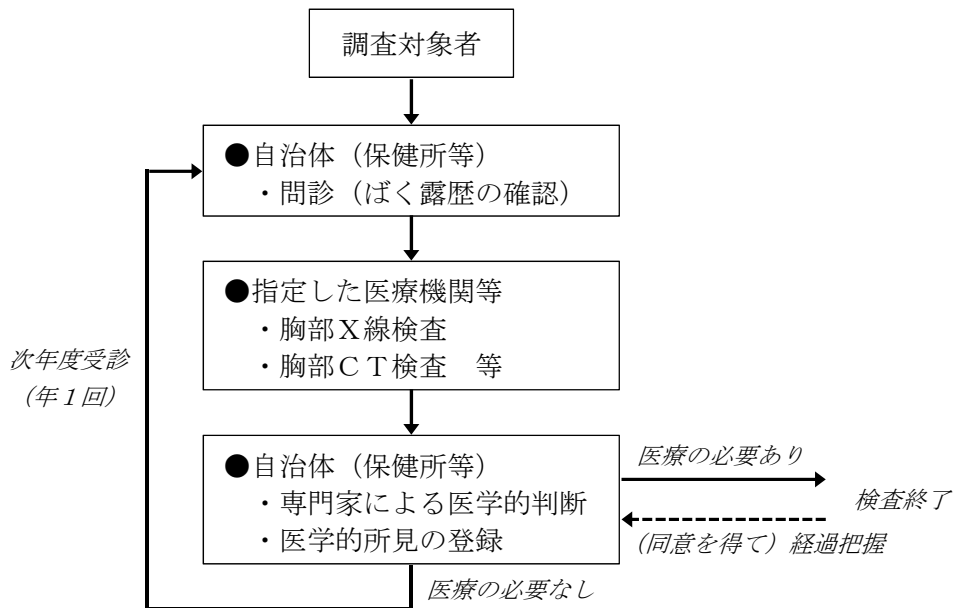 調査対象者
●自治体（保健所等）
・問診（ばく露歴の確認）
●指定した医療機関等
・胸部Ｘ線検査
・胸部ＣＴ検査　等
次年度受診
（年１回）
●自治体（保健所等）
・専門家による医学的判断
・医学的所見の登録
医療の必要あり
検査終了
（同意を得て）経過把握
医療の必要なし